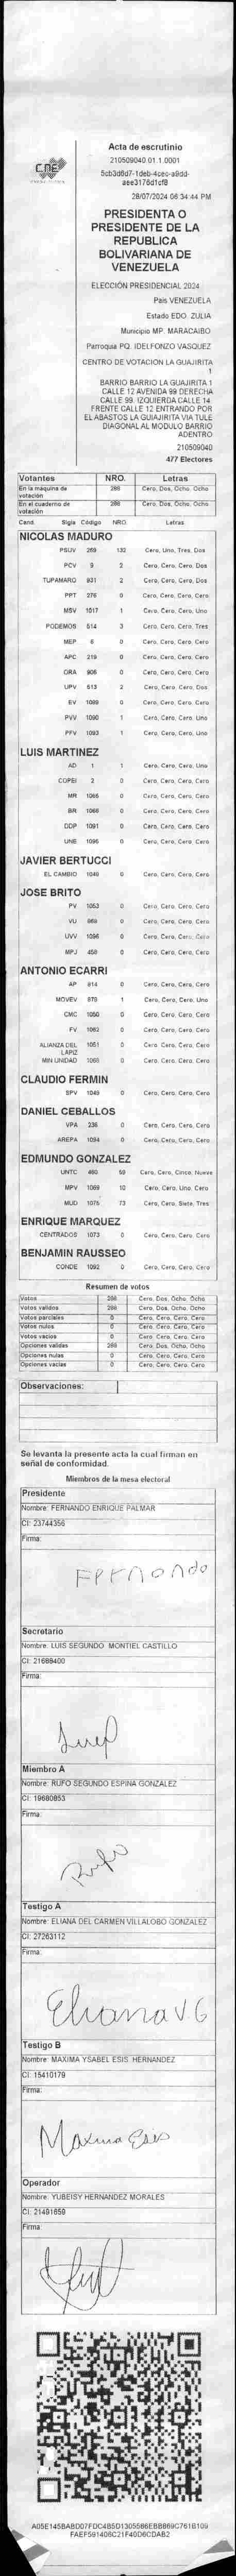 CNE
Acta de escrutinio
210509040.01.1.0001
28/07/2024 06:34:44 PM
PRESIDENTA O
PRESIDENTE DE LA
REPUBLICA
BOLIVARIANA DE
VENEZUELA
ELECCIÓN PRESIDENCIAL 2024
País VENEZUELA
Estado EDO. ZULIA
Municipio MP. MARACAIBO
Parroquia PQ. IDELFONZO VASQUEZ
CENTRO DE VOTACION LA GUAJIRITA
1
BARRIO BARRIO LA GUAJIRITA 1
CALLE 12 AVENIDA 99 DERECHA
CALLE 99. IZQUIERDA CALLE 14
FRENTE CALLE 12 ENTRANDO POR
EL ABASTOS LA GUAJIRITA VIA TULE
DIAGONAL AL MODULO BARRIO
ADENTRO
210509040
477 Electores
Votantes NRO. Letras
En la maquina de votación 288 Cero, Dos, Ocho, Ocho
En el cuaderno de votación 288 Cero, Dos, Ocho, Ocho
Cand. Sigla Código NRO. Letras
NICOLAS MADURO
PSUV 269 132 Cero, Uno, Tres, Dos
PCV 9 2 Cero, Cero, Cero, Dos
TUPAMARO 931 2 Cero, Cero, Cero, Dos
PPT 276 0 Cero, Cero, Cero, Cero
MSV 1017 1 Cero, Cero, Cero, Uno
PODEMOS 514 3 Cero, Cero, Cero, Tres
MEP 6 0 Cero, Cero, Cero, Cero
APC 219 0 Cero, Cero, Cero, Cero
ORA 905 0 Cero, Cero, Cero, Cero
UPV 513 2 Cero, Cero, Cero, Dos
EV 1089 0 Cero, Cero, Cero, Cero
PVV 1090 1 Cero, Cero, Cero, Uno
PFV 1093 1 Cero, Cero, Cero, Uno
LUIS MARTINEZ
AD 1 1 Cero, Cero, Cero, Uno
COPEI 2 0 Cero, Cero, Cero, Cero
MR 1065 0 Cero, Cero, Cero, Cero
BR 1068 0 Cero, Cero, Cero, Cero
DDP 1091 0 Cero, Cero, Cero, Cero
UNE 1095 0 Cero, Cero, Cero, Cero
JAVIER BERTUCCI
EL CAMBIO 1046 0 Cero, Cero, Cero, Cero
JOSE BRITO
PV 1053 0 Cero, Cero, Cero, Cero
VU 0 Cero, Cero, Cero, Cero
UVV 1096 0 Cero, Cero, Cero, Cero
MPJ 458 0 Cero, Cero, Cero, Cero
ANTONIO ECARRI
AP 914 0 Cero, Cero, Cero, Cero
MOVEV 979 1 Cero, Cero, Cero, Uno
CMC 1050 0 Cero, Cero, Cero, Cero
FV 1062 0 Cero, Cero, Cero, Cero
ALIANZA DEL LAPIZ 1051 0 Cero, Cero, Cero, Cero
MIN UNIDAD 1066 0 Cero, Cero, Cero, Cero
CLAUDIO FERMIN
SPV 1049 0 Cero, Cero, Cero, Cero
DANIEL CEBALLOS
VPA 236 0 Cero, Cero, Cero, Cero
AREPA 1094 0 Cero, Cero, Cero, Cero
EDMUNDO GONZALEZ
UNTC 460 59 Cero, Cero, Cinco, Nueve
MPV 1069 10 Cero, Cero, Uno, Cero
MUD 1075 73 Cero, Cero, Siete, Tres
ENRIQUE MARQUEZ
CENTRADOS 1073 0 Cero, Cero, Cero, Cero
BENJAMIN RAUSSEO
CONDE 1092 0 Cero, Cero, Cero, Cero
Resumen de votos
Votos 288 Cero, Dos, Ocho, Ocho
Votos validos 288 Cero, Dos, Ocho, Ocho
Votos parciales 0 Cero, Cero, Cero, Cero
Votos nulos 0 Cero, Cero, Cero, Cero
Votos vacios 0 Cero, Cero, Cero, Cero
Opciones validas 288 Cero, Dos, Ocho, Ocho
Opciones nulas 0 Cero, Cero, Cero, Cero
Opciones vacias 0 Cero, Cero, Cero, Cero
Observaciones:
Se levanta la presente acta la cual firman en
señal de conformidad.
Miembros de la mesa electoral
Presidente
Nombre: FERNANDO ENRIQUE PALMAR
CI: 23744356
Firma:
Fernando
Secretario
Nombre: LUIS SEGUNDO MONTIEL CASTILLO
CI: 21688400
Firma:
Miembro A
Nombre: RUFO SEGUNDO ESPINA GONZALEZ
CI: 19680853
Firma:
Rufo
Testigo A
Nombre: ELIANA DEL CARMEN VILLALOBO GONZALEZ
CI: 27263112
Firma:
Eliana V.G
Testigo B
Nombre: MAXIMA YSABEL ESIS HERNANDEZ
CI: 15410179
Firma:
Maxima Esis
Operador
Nombre: YUBEISY HERNANDEZ MORALES
CI: 21491659
Firma